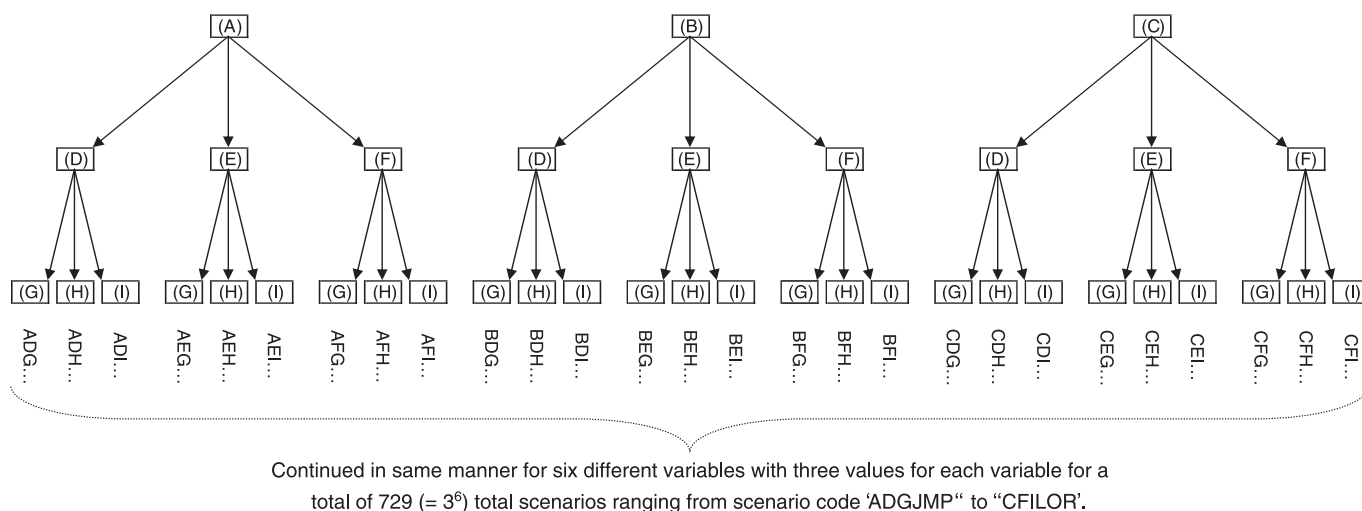 (A) (B) (C)
(D) (E) (F) (D) (E) (F) (D) (E) (F)
(G) (H) (I) (G) (H) (I) (G) (H) (I) (G) (H) (I) (G) (H) (I) (G) (H) (I) (G) (H) (I) (G) (H) (I) (G) (H) (I)
ADG...
ADH...
ADI...
AEG...
AEH...
AEI...
AFG...
AFH...
AFI...
BDG...
BDH...
BDI...
BEG...
BEH...
BEI...
BFG...
BFH...
BFI...
CDG...
CDH...
CDI...
CEG...
CEH...
CEI...
CFG...
CFH...
CFI...
Continued in same manner for six different variables with three values for each variable for a
total of 729 (= 3⁶) total scenarios ranging from scenario code ‘ADGJMP“ to “CFILOR’.